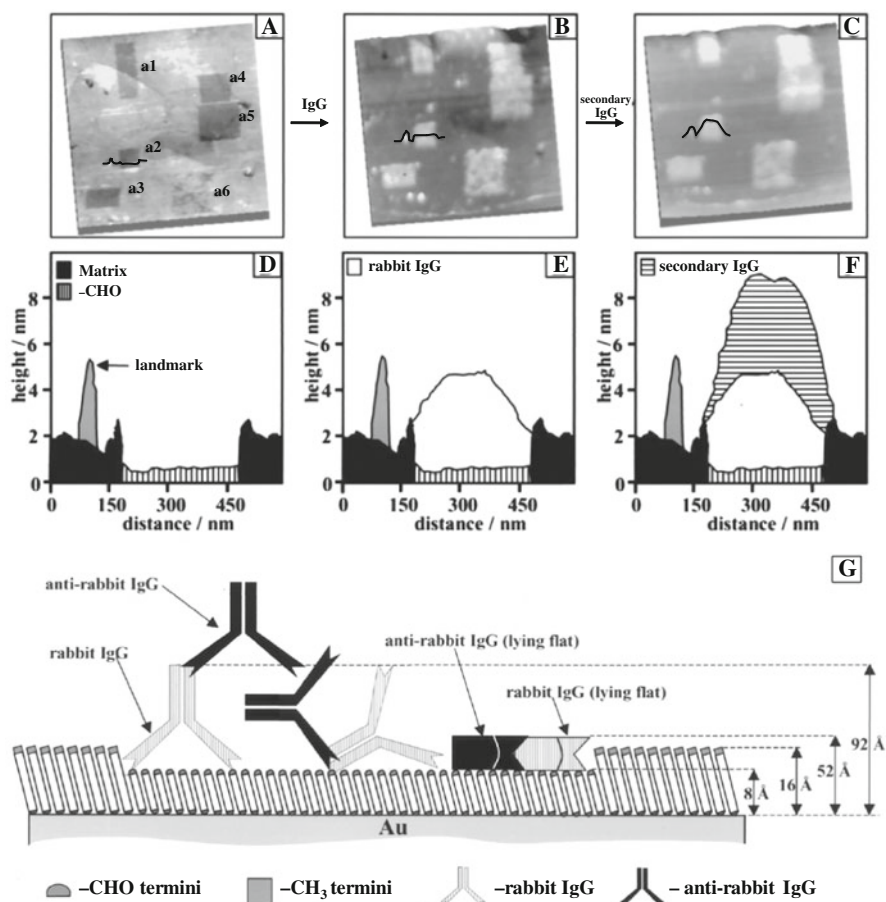 A
a1
a4
a5
a2
a3
a6
IgG
B
secondary
IgG
C
D
Matrix
–CHO
landmark
height / nm
8
6
4
2
0
0 150 300 450
distance / nm
E
rabbit IgG
height / nm
8
6
4
2
0
0 150 300 450
distance / nm
F
secondary IgG
height / nm
8
6
4
2
0
0 150 300 450
distance / nm
G
anti-rabbit IgG
rabbit IgG
anti-rabbit IgG (lying flat)
rabbit IgG (lying flat)
8 Å
16 Å
52 Å
92 Å
Au
–CHO termini
–CH₃ termini
–rabbit IgG
– anti-rabbit IgG